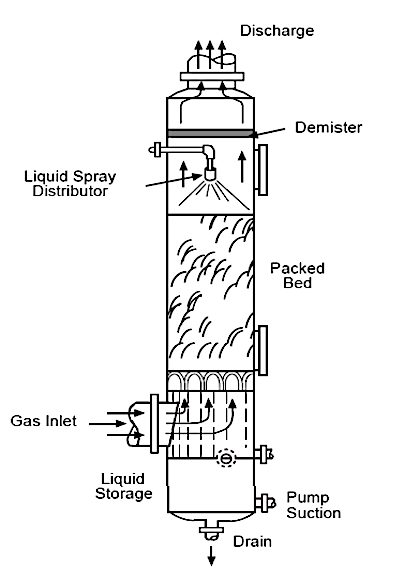 Discharge
Demister
Liquid Spray
Distributor
Packed
Bed
Gas Inlet
Liquid
Storage
Pump
Suction
Drain